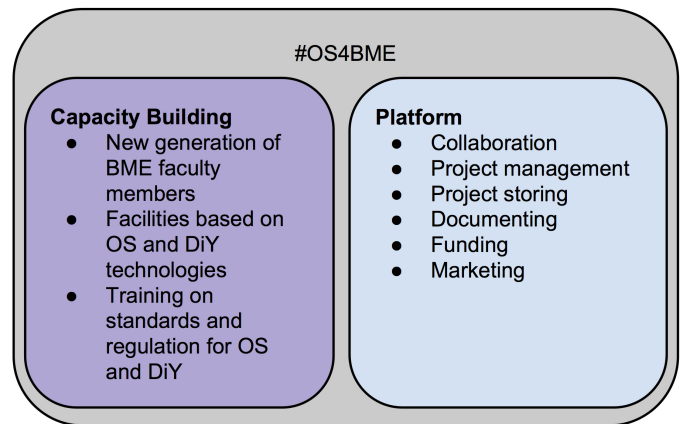 #OS4BME
Capacity Building
● New generation of
BME faculty
members
● Facilities based on
OS and DiY
technologies
● Training on
standards and
regulation for OS
and DiY
Platform
● Collaboration
● Project management
● Project storing
● Documenting
● Funding
● Marketing